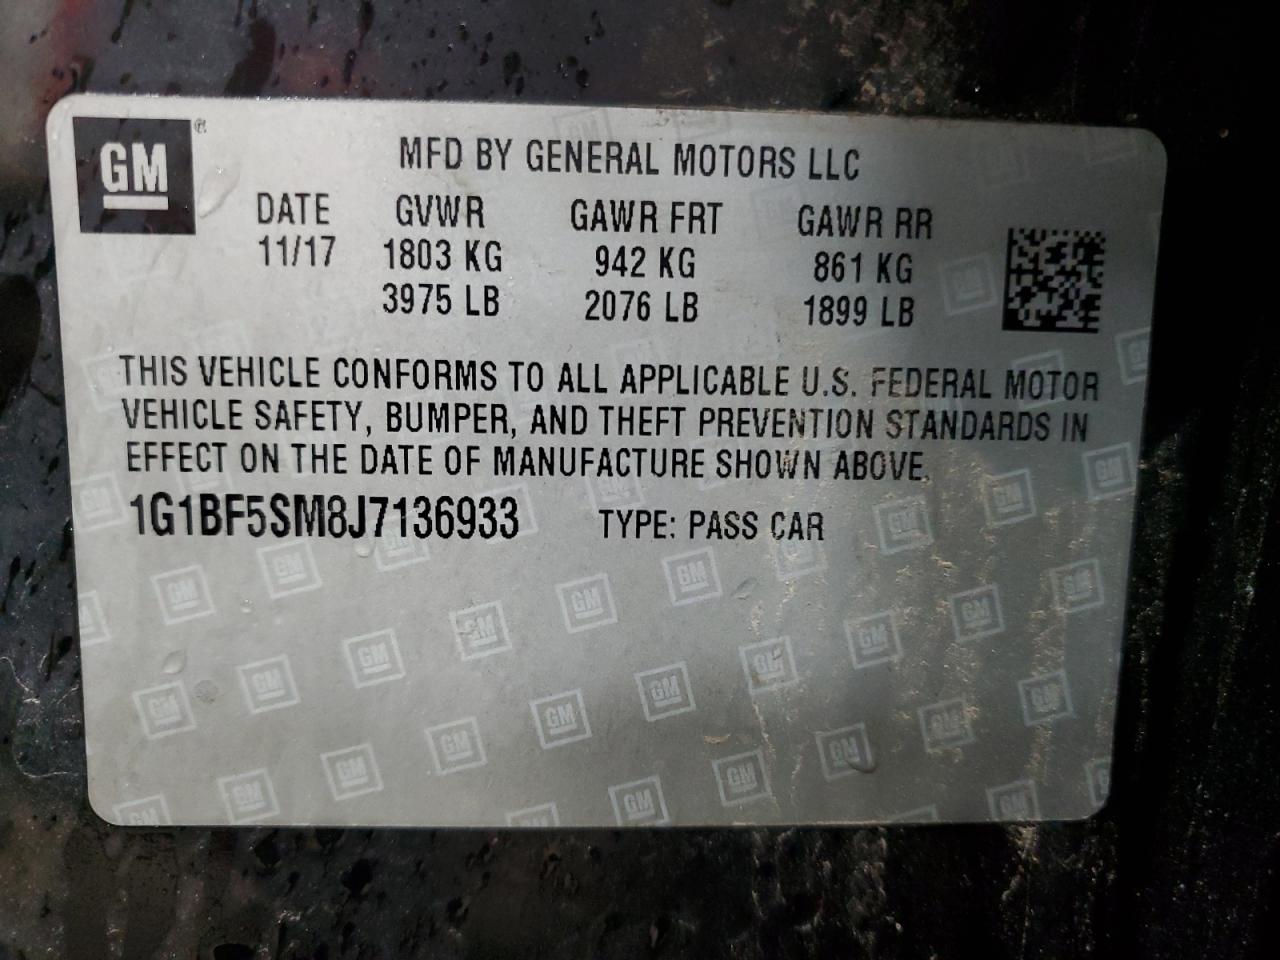 GM ®
MFD BY GENERAL MOTORS LLC
DATE GVWR GAWR FRT GAWR RR
11/17 1803 KG 942 KG 861 KG
3975 LB 2076 LB 1899 LB
THIS VEHICLE CONFORMS TO ALL APPLICABLE U.S. FEDERAL MOTOR
VEHICLE SAFETY, BUMPER, AND THEFT PREVENTION STANDARDS IN
EFFECT ON THE DATE OF MANUFACTURE SHOWN ABOVE.
1G1BF5SM8J7136933 TYPE: PASS CAR